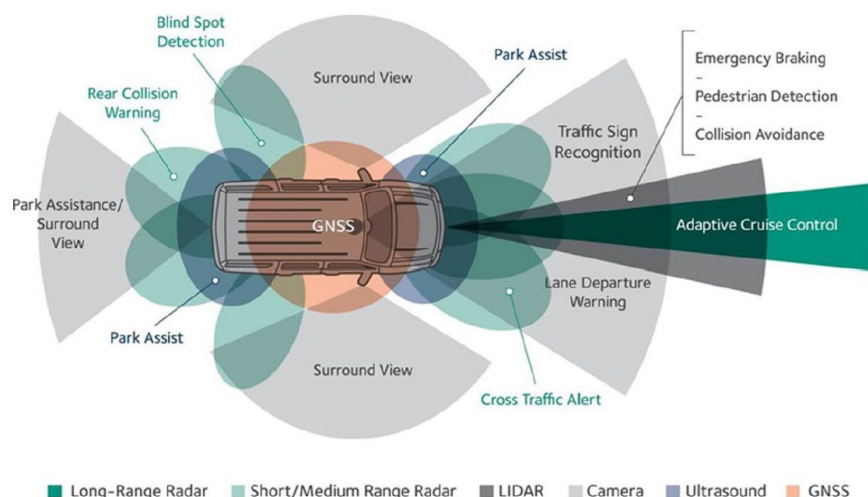 Blind Spot
Detection
Surround View
Park Assist
Emergency Braking
–
Pedestrian Detection
–
Collision Avoidance
Rear Collision
Warning
Traffic Sign
Recognition
Park Assistance/
Surround
View
GNSS
Adaptive Cruise Control
Lane Departure
Warning
Park Assist
Surround View
Cross Traffic Alert
Long-Range Radar
Short/Medium Range Radar
LIDAR
Camera
Ultrasound
GNSS